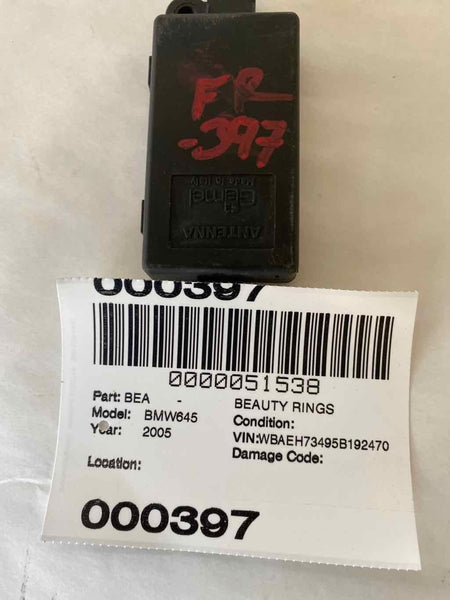 FR
-397
Made in Italy
Gemel
ANTENNA
000397
0000051538
Part: BEA - BEAUTY RINGS
Model: BMW645 Condition:
Year: 2005 VIN:WBAEH73495B192470
Location: Damage Code:
000397